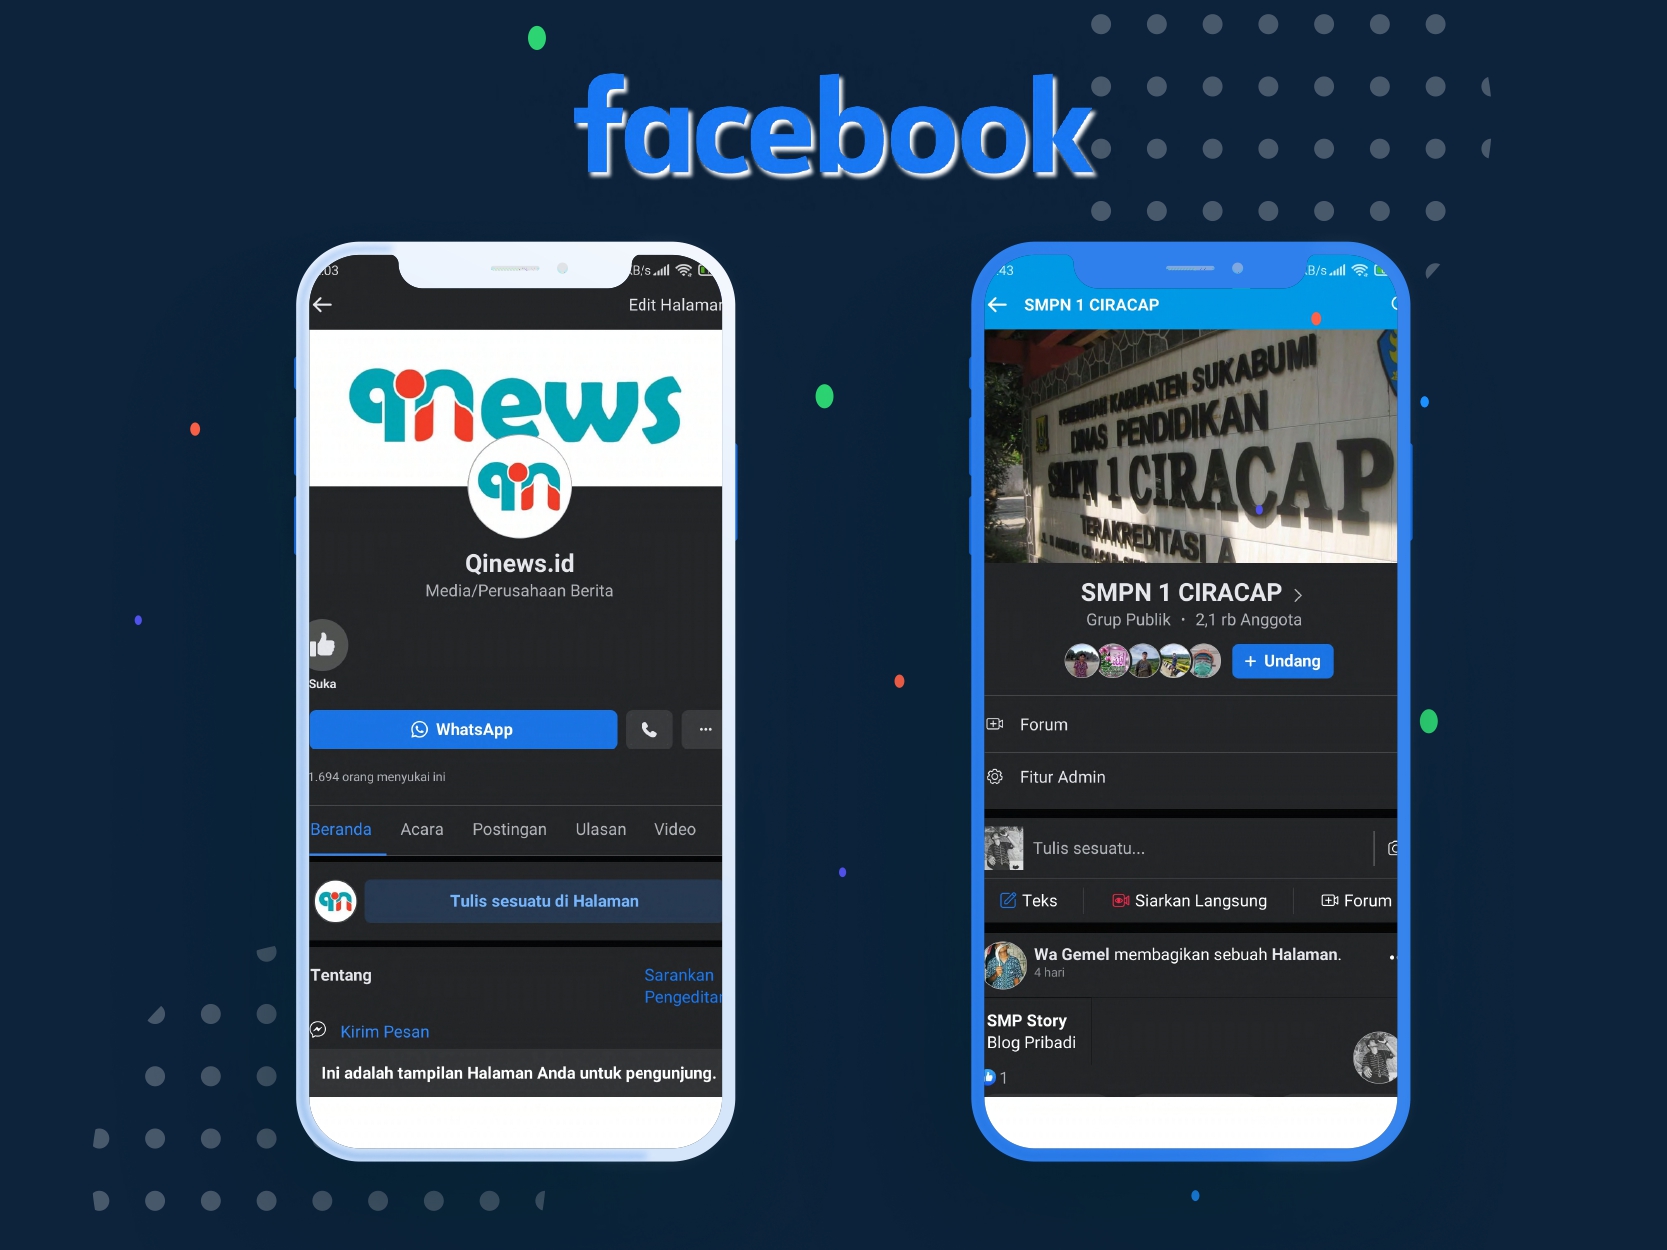 facebook
:03
KB/s
Edit Halaman
qinews
qin
Qinews.id
Media/Perusahaan Berita
Suka
WhatsApp
1.694 orang menyukai ini
Beranda Acara Postingan Ulasan Video
qin
Tulis sesuatu di Halaman
Tentang
Sarankan
Pengeditan
Kirim Pesan
Ini adalah tampilan Halaman Anda untuk pengunjung.
:43
KB/s
SMPN 1 CIRACAP
PEMERINTAH KABUPATEN SUKABUMI
DINAS PENDIDIKAN
SMPN 1 CIRACAP
TERAKREDITASI A
SMPN 1 CIRACAP
Grup Publik · 2,1 rb Anggota
+ Undang
Forum
Fitur Admin
Tulis sesuatu...
Teks
Siarkan Langsung
Forum
Wa Gemel membagikan sebuah Halaman.
4 hari
SMP Story
Blog Pribadi
1